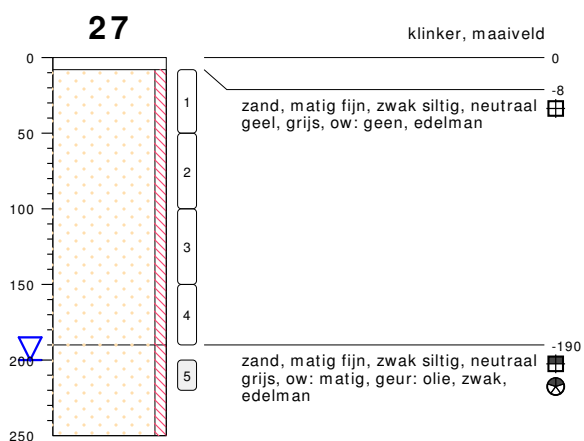 27
klinker, maaiveld
0
0
-8
zand, matig fijn, zwak siltig, neutraal
geel, grijs, ow: geen, edelman
1
50
2
100
3
150
4
-190
200
zand, matig fijn, zwak siltig, neutraal
grijs, ow: matig, geur: olie, zwak,
edelman
5
250